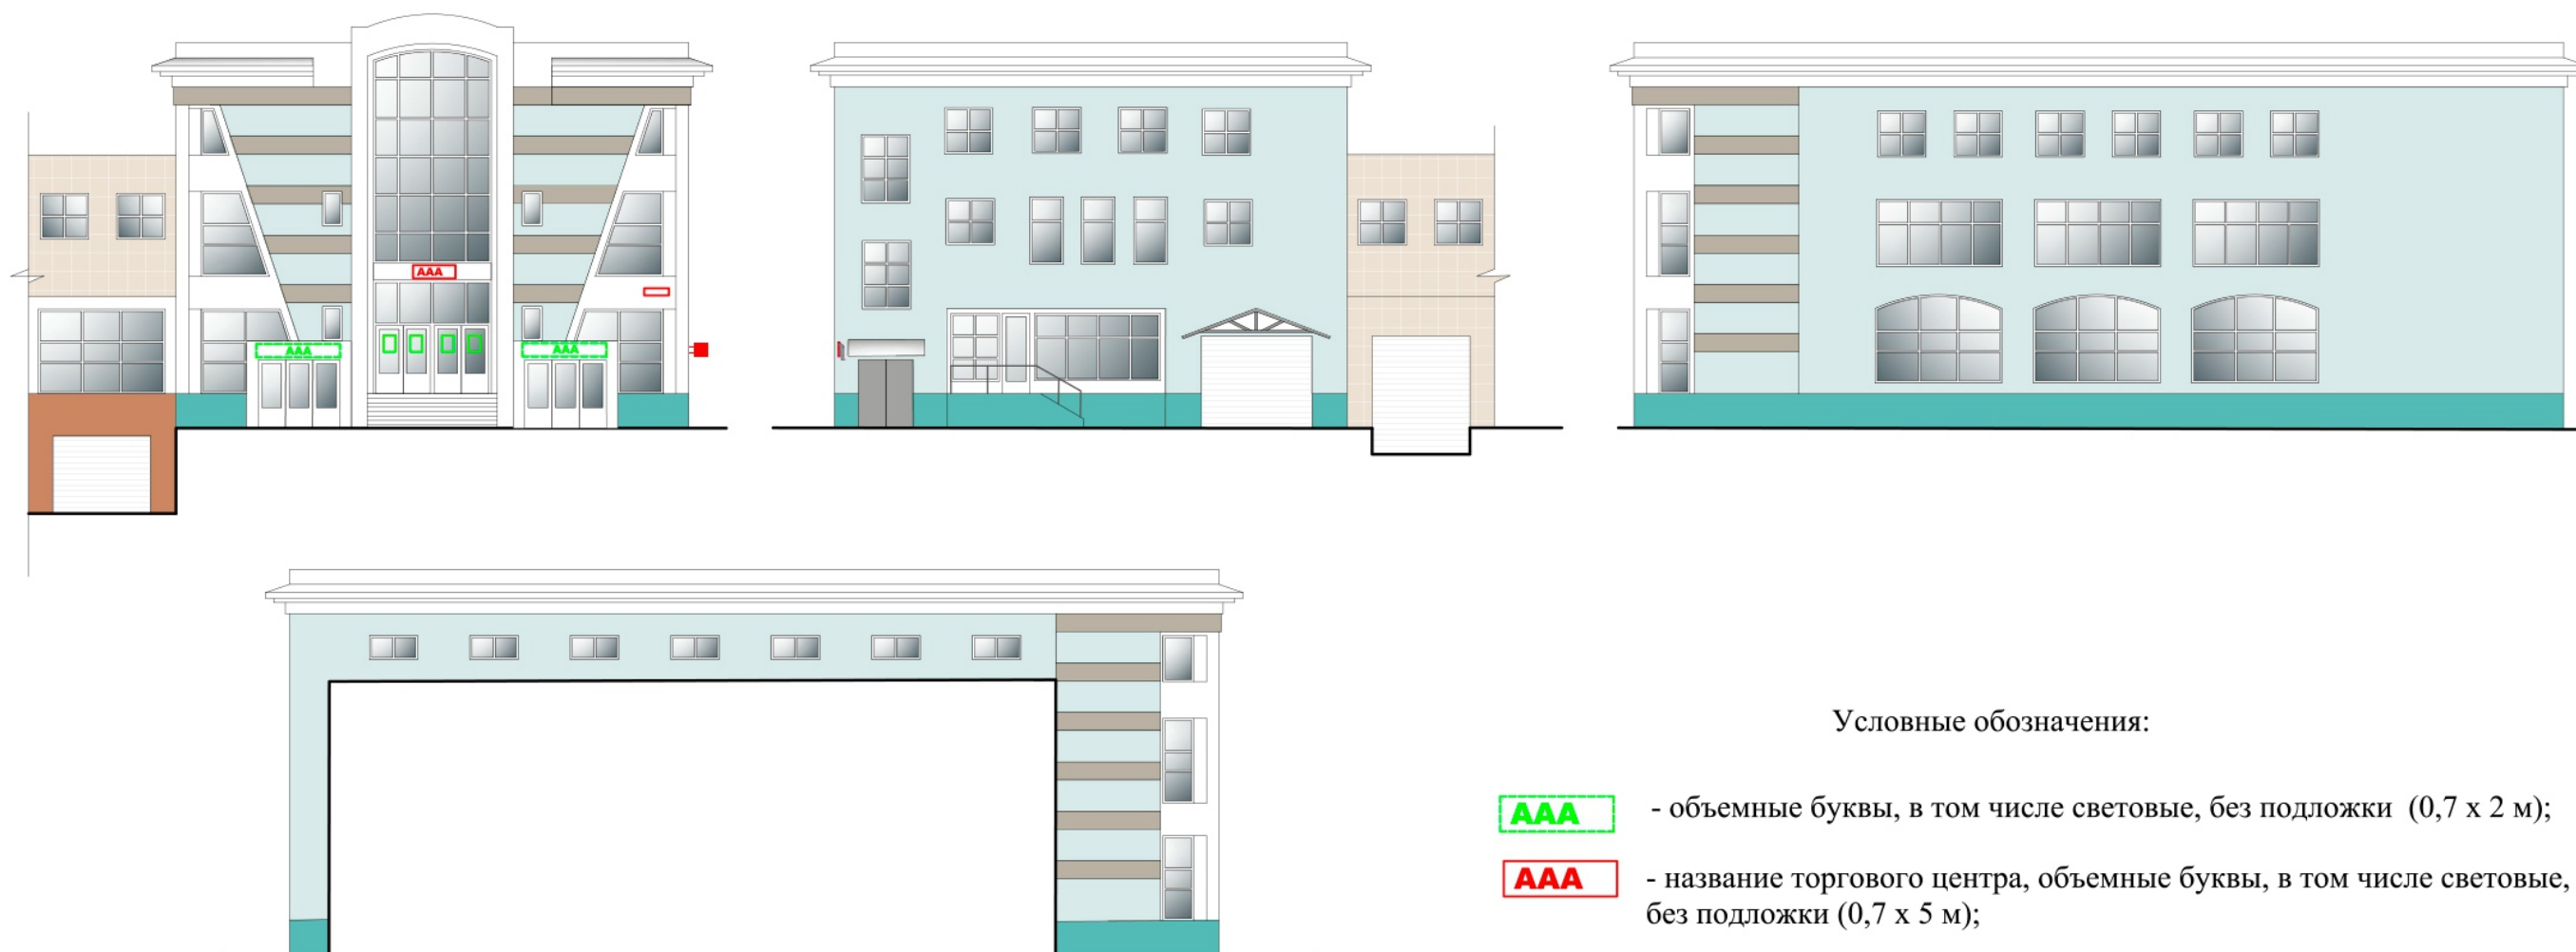 AAA
AAA
AAA
Условные обозначения:
AAA - объемные буквы, в том числе световые, без подложки (0,7 х 2 м);
AAA - название торгового центра, объемные буквы, в том числе световые,
без подложки (0,7 х 5 м);